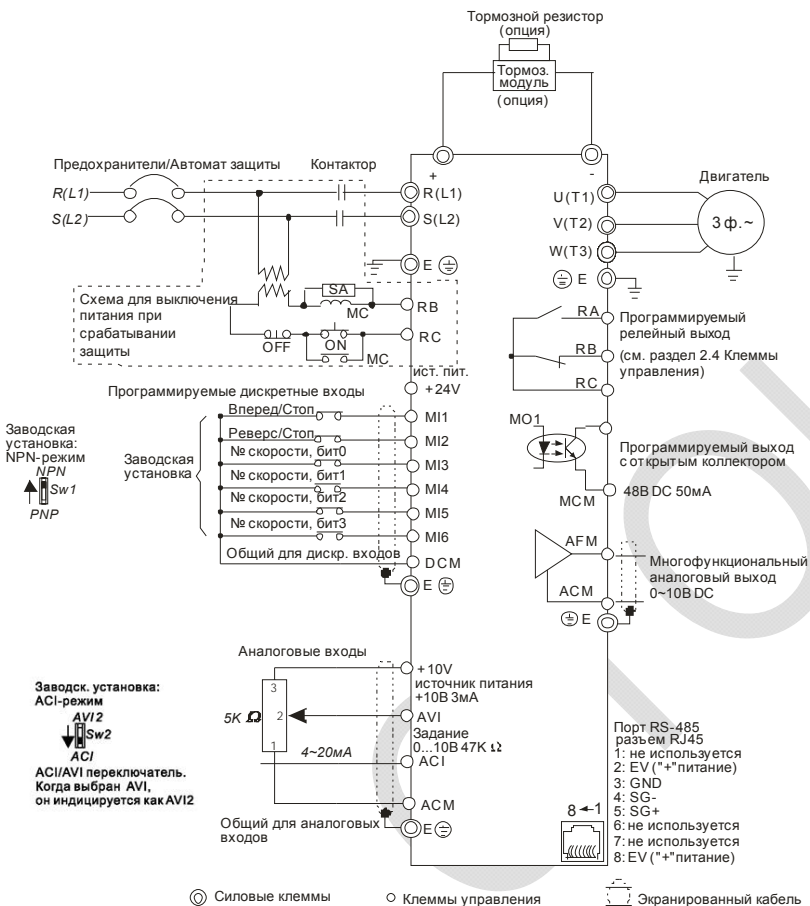 Тормозной резистор
(опция)
Тормоз.
модуль
(опция)
+
-
Предохранители/Автомат защиты
Контактор
R(L1)
S(L2)
R(L1)
S(L2)
E
Схема для выключения
питания при
срабатывании
защиты
SA
MC
OFF
ON
MC
RB
RC
Двигатель
U(T1)
V(T2)
W(T3)
3 ф.~
E
RA
RB
RC
Программируемый
релейный выход
(см. раздел 2.4 Клеммы
управления)
ист. пит.
+24V
Программируемые дискретные входы
Вперед/Стоп
Реверс/Стоп
№ скорости, бит0
№ скорости, бит1
№ скорости, бит2
№ скорости, бит3
Общий для дискр. входов
Заводская
установка
MI1
MI2
MI3
MI4
MI5
MI6
DCM
E
Заводская
установка:
NPN-режим
NPN
Sw1
PNP
MO1
MCM
Программируемый выход
с открытым коллектором
48В DC 50мА
AFM
ACM
E
Многофункциональный
аналоговый выход
0~10В DC
Аналоговые входы
3
2
1
5K Ω
+10V
источник питания
+10В 3мА
AVI
Задание
0...10В 47K Ω
4~20мА
ACI
ACM
Общий для аналоговых
входов
E
Заводск. установка:
ACI-режим
AVI2
Sw2
ACI
ACI/AVI переключатель.
Когда выбран AVI,
он индицируется как AVI2
Порт RS-485
разъем RJ45
1: не используется
2: EV ("+"питание)
3: GND
4: SG-
5: SG+
6: не используется
7: не используется
8: EV ("+"питание)
8←1
Силовые клеммы
Клеммы управления
Экранированный кабель